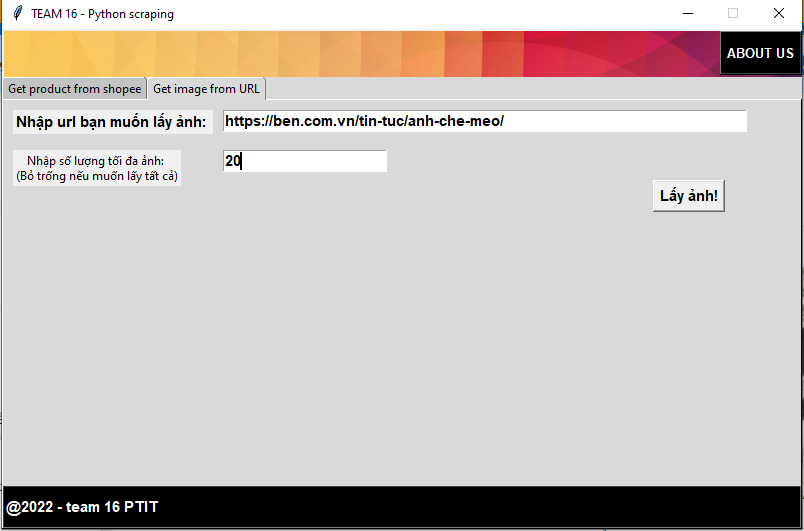 TEAM 16 - Python scraping
ABOUT US
Get product from shopee
Get image from URL
Nhập url bạn muốn lấy ảnh:
https://ben.com.vn/tin-tuc/anh-che-meo/
Nhập số lượng tối đa ảnh:
(Bỏ trống nếu muốn lấy tất cả)
20
Lấy ảnh!
@2022 - team 16 PTIT